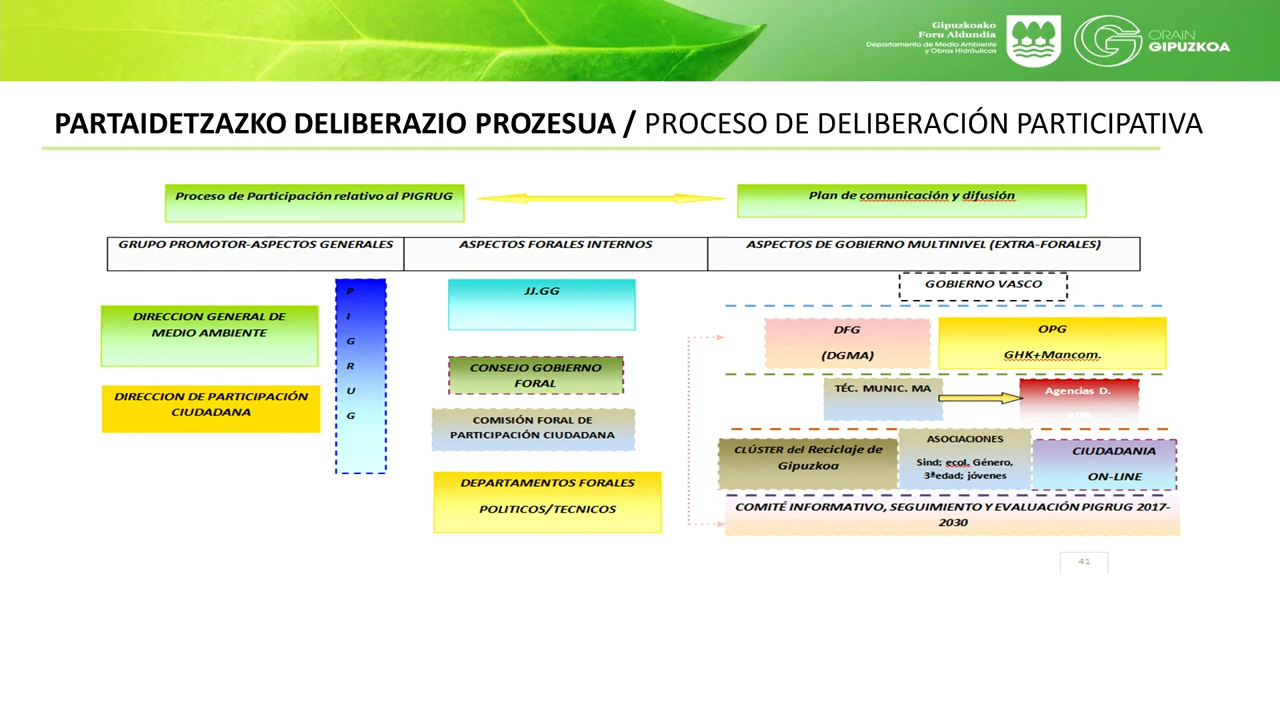 Gipuzkoako
Foru Aldundia
Departamento de Medio Ambiente
y Obras Hidráulicas
ORAIN
GIPUZKOA
PARTAIDETZAZKO DELIBERAZIO PROZESUA / PROCESO DE DELIBERACIÓN PARTICIPATIVA
Proceso de Participación relativo al PIGRUG
Plan de comunicación y difusión
GRUPO PROMOTOR-ASPECTOS GENERALES
ASPECTOS FORALES INTERNOS
ASPECTOS DE GOBIERNO MULTINIVEL (EXTRA-FORALES)
DIRECCION GENERAL DE
MEDIO AMBIENTE
DIRECCION DE PARTICIPACIÓN
CIUDADANA
P
I
G
R
U
G
JJ.GG
CONSEJO GOBIERNO
FORAL
COMISIÓN FORAL DE
PARTICIPACIÓN CIUDADANA
DEPARTAMENTOS FORALES
POLITICOS/TECNICOS
GOBIERNO VASCO
DFG
(DGMA)
OPG
GHK+Mancom.
TÉC. MUNIC. MA
Agencias D.
CLÚSTER del Reciclaje de
Gipuzkoa
ASOCIACIONES
Sind; ecol. Género,
3ªedad; jóvenes
CIUDADANIA
ON-LINE
COMITÉ INFORMATIVO, SEGUIMIENTO Y EVALUACIÓN PIGRUG 2017-
2030
41